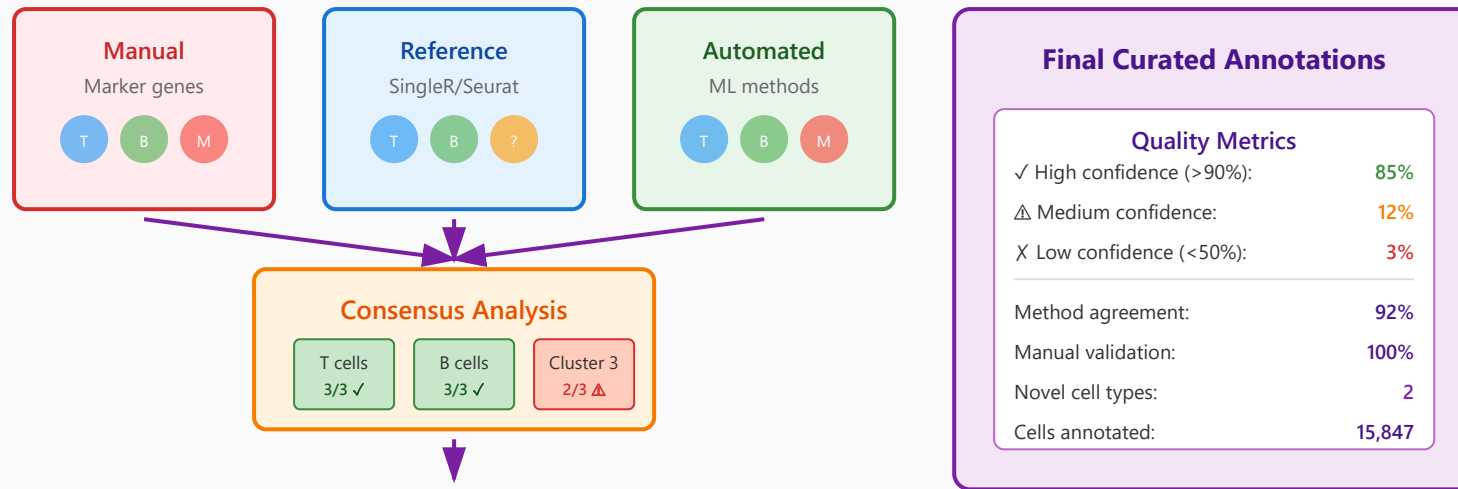 Manual
Marker genes
T B M
Reference
SingleR/Seurat
T B ?
Automated
ML methods
T B M
Consensus Analysis
T cells
3/3 ✓
B cells
3/3 ✓
Cluster 3
2/3 ⚠
Final Curated Annotations
Quality Metrics
✓ High confidence (>90%): 85%
⚠ Medium confidence: 12%
✗ Low confidence (<50%): 3%
Method agreement: 92%
Manual validation: 100%
Novel cell types: 2
Cells annotated: 15,847